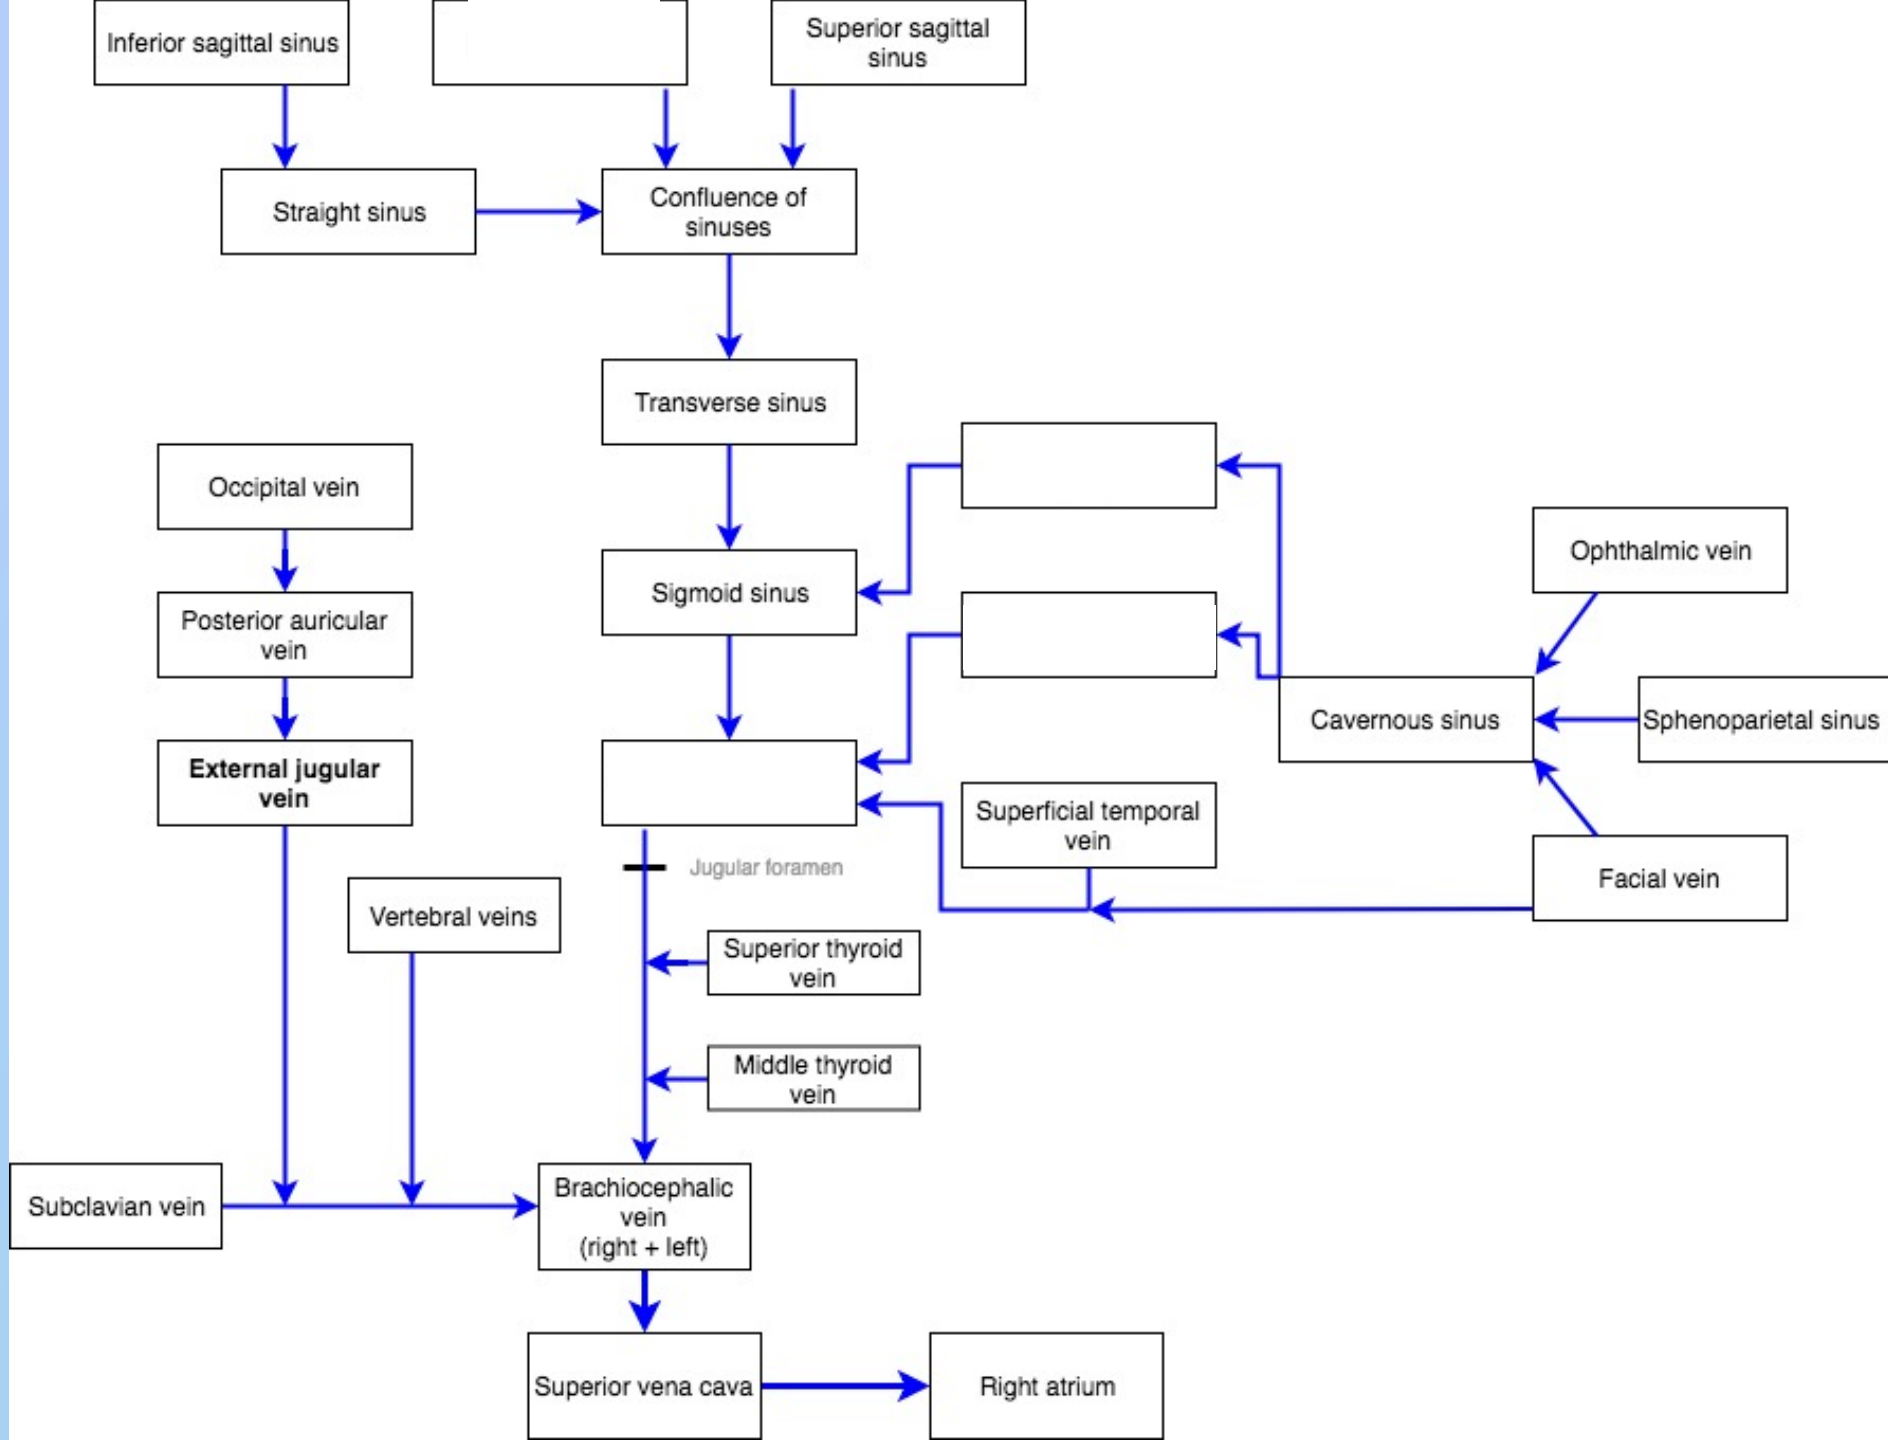 Inferior sagittal sinus
Superior sagittal
sinus
Straight sinus
Confluence of
sinuses
Transverse sinus
Occipital vein
Ophthalmic vein
Sigmoid sinus
Posterior auricular
vein
Cavernous sinus
Sphenoparietal sinus
External jugular
vein
Superficial temporal
vein
Jugular foramen
Facial vein
Vertebral veins
Superior thyroid
vein
Middle thyroid
vein
Subclavian vein
Brachiocephalic
vein
(right + left)
Superior vena cava
Right atrium